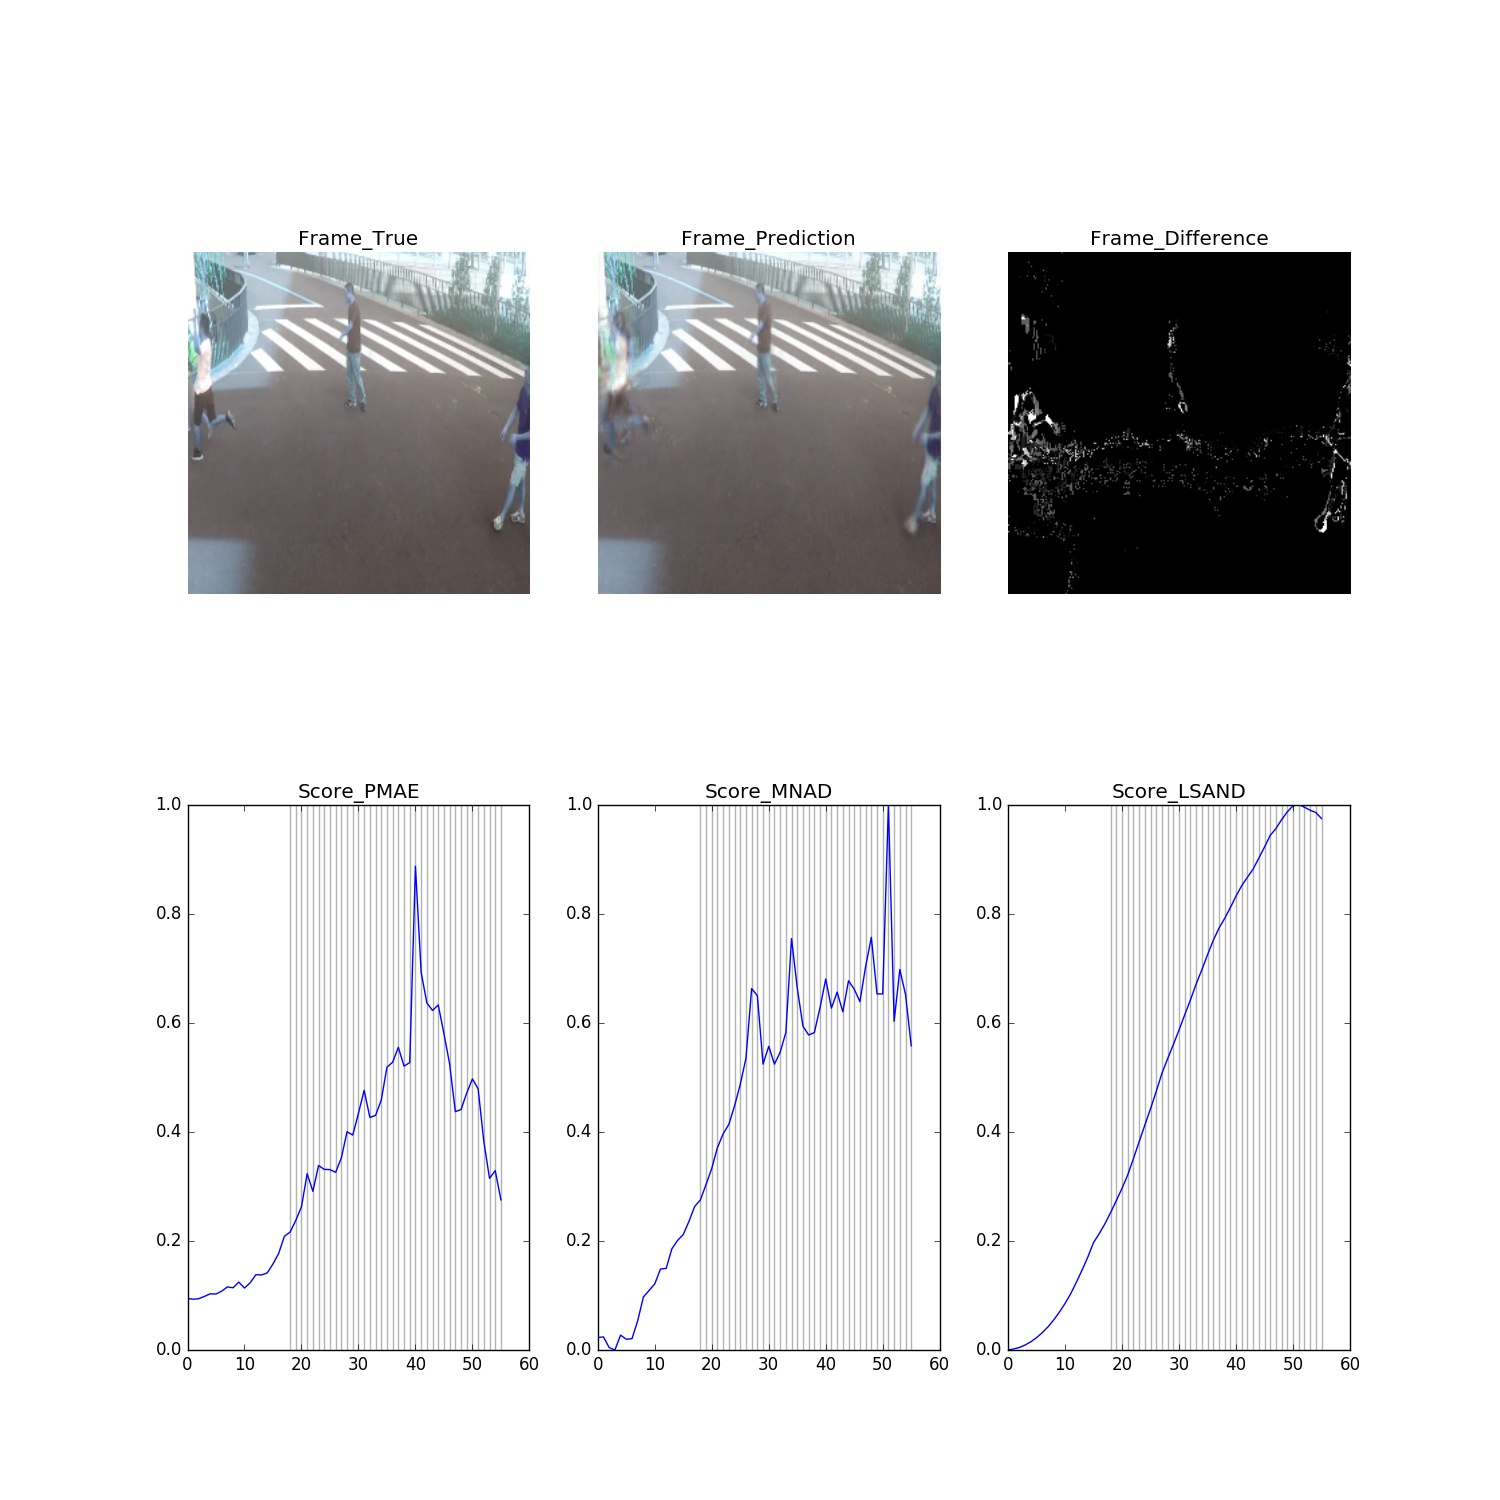 Frame_True Frame_Prediction Frame_Difference
Score_PMAE Score_MNAD Score_LSAND
1.0 1.0 1.0
0.8 0.8 0.8
0.6 0.6 0.6
0.4 0.4 0.4
0.2 0.2 0.2
0.0 0.0 0.0
0 10 20 30 40 50 60 0 10 20 30 40 50 60 0 10 20 30 40 50 60